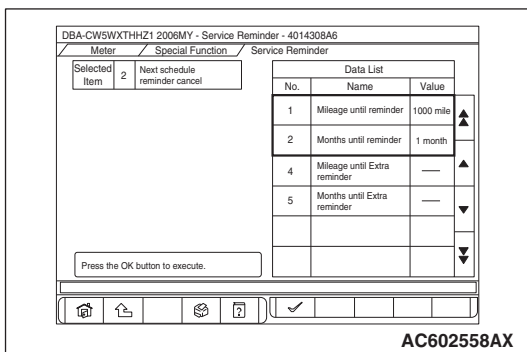 DBA-CW5WXTHHZ1 2006MY - Service Reminder - 4014308A6
Meter
Special Function
Service Reminder
Selected Item
2
Next schedule reminder cancel
Data List
No.
Name
Value
1
Mileage until reminder
1000 mile
2
Months until reminder
1 month
4
Mileage until Extra
reminder
—
5
Months until Extra
reminder
—
Press the OK button to execute.
?
AC602558AX